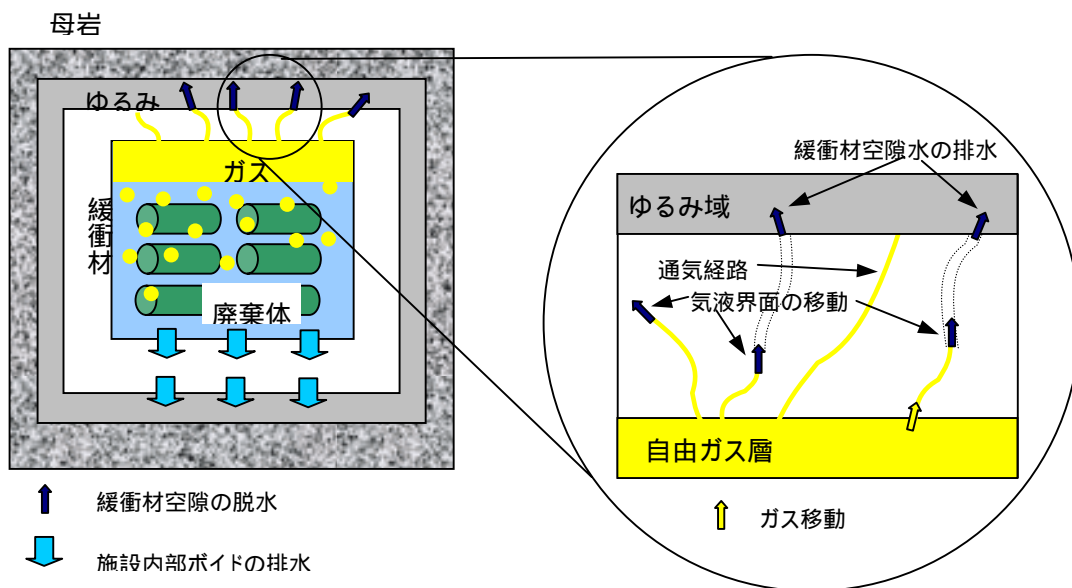 母岩
ゆるみ
ガス
緩衝材
廃棄体
緩衝材空隙の脱水
施設内部ボイドの排水
緩衝材空隙水の排水
ゆるみ域
通気経路
気液界面の移動
自由ガス層
ガス移動